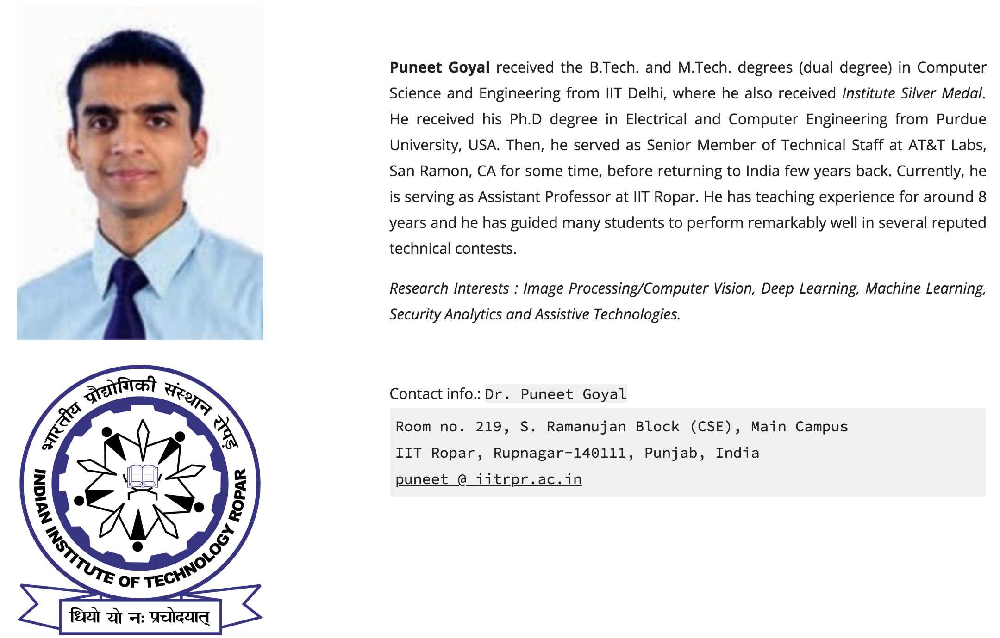 Puneet Goyal received the B.Tech. and M.Tech. degrees (dual degree) in Computer
Science and Engineering from IIT Delhi, where he also received Institute Silver Medal.
He received his Ph.D degree in Electrical and Computer Engineering from Purdue
University, USA. Then, he served as Senior Member of Technical Staff at AT&T Labs,
San Ramon, CA for some time, before returning to India few years back. Currently, he
is serving as Assistant Professor at IIT Ropar. He has teaching experience for around 8
years and he has guided many students to perform remarkably well in several reputed
technical contests.
Research Interests : Image Processing/Computer Vision, Deep Learning, Machine Learning,
Security Analytics and Assistive Technologies.
Contact info.: Dr. Puneet Goyal
Room no. 219, S. Ramanujan Block (CSE), Main Campus
IIT Ropar, Rupnagar-140111, Punjab, India
puneet @ iitrpr.ac.in
भारतीय प्रौद्योगिकी संस्थान रोपड़
INDIAN INSTITUTE OF TECHNOLOGY ROPAR
धियो यो नः प्रचोदयात्